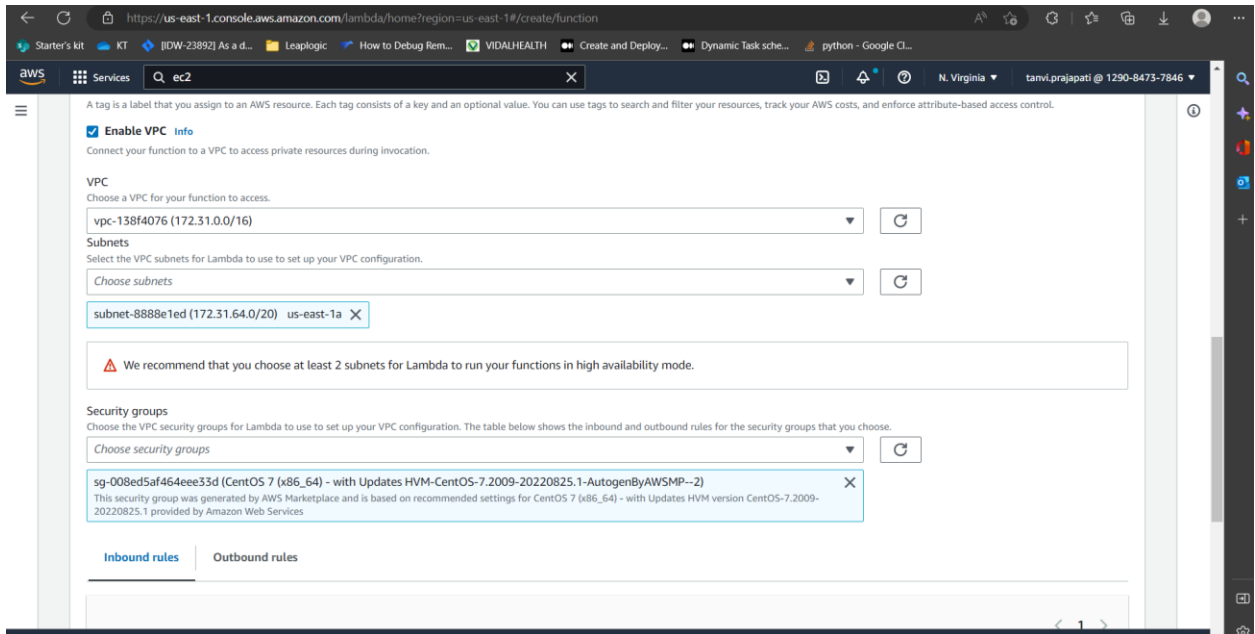 https://us-east-1.console.aws.amazon.com/lambda/home?region=us-east-1#/create/function
Starter's kit KT [IDW-23892] As a d... Leaplogic How to Debug Rem... VIDALHEALTH Create and Deploy... Dynamic Task sche... python - Google Cl...
aws Services ec2 N. Virginia tanvi.prajapati @ 1290-8473-7846
A tag is a label that you assign to an AWS resource. Each tag consists of a key and an optional value. You can use tags to search and filter your resources, track your AWS costs, and enforce attribute-based access control.
Enable VPC Info
Connect your function to a VPC to access private resources during invocation.
VPC
Choose a VPC for your function to access.
vpc-138f4076 (172.31.0.0/16)
Subnets
Select the VPC subnets for Lambda to use to set up your VPC configuration.
Choose subnets
subnet-8888e1ed (172.31.64.0/20) us-east-1a
We recommend that you choose at least 2 subnets for Lambda to run your functions in high availability mode.
Security groups
Choose the VPC security groups for Lambda to use to set up your VPC configuration. The table below shows the inbound and outbound rules for the security groups that you choose.
Choose security groups
sg-008ed5af464eee33d (CentOS 7 (x86_64) - with Updates HVM-CentOS-7.2009-20220825.1-AutogenByAWSMP--2)
This security group was generated by AWS Marketplace and is based on recommended settings for CentOS 7 (x86_64) - with Updates HVM version CentOS-7.2009-
20220825.1 provided by Amazon Web Services
Inbound rules Outbound rules
1